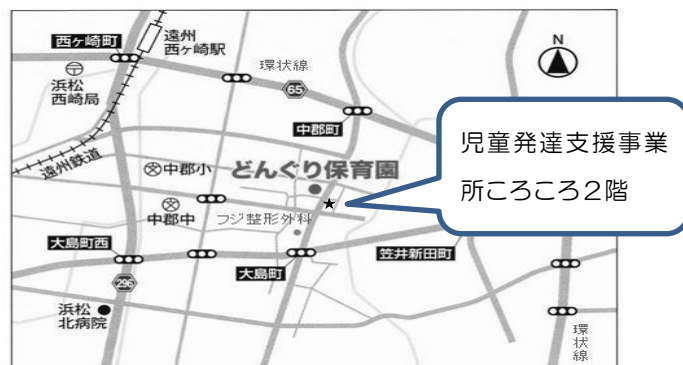 西ヶ崎町
遠州
西ヶ崎駅
環状線
N
浜松
西崎局
65
中郡町
児童発達支援事業
所ころころ2階
遠州鉄道
中郡小
どんぐり保育園
中郡中
フジ整形外科
大島町西
大島町
笠井新田町
296
浜松
北病院
環状線